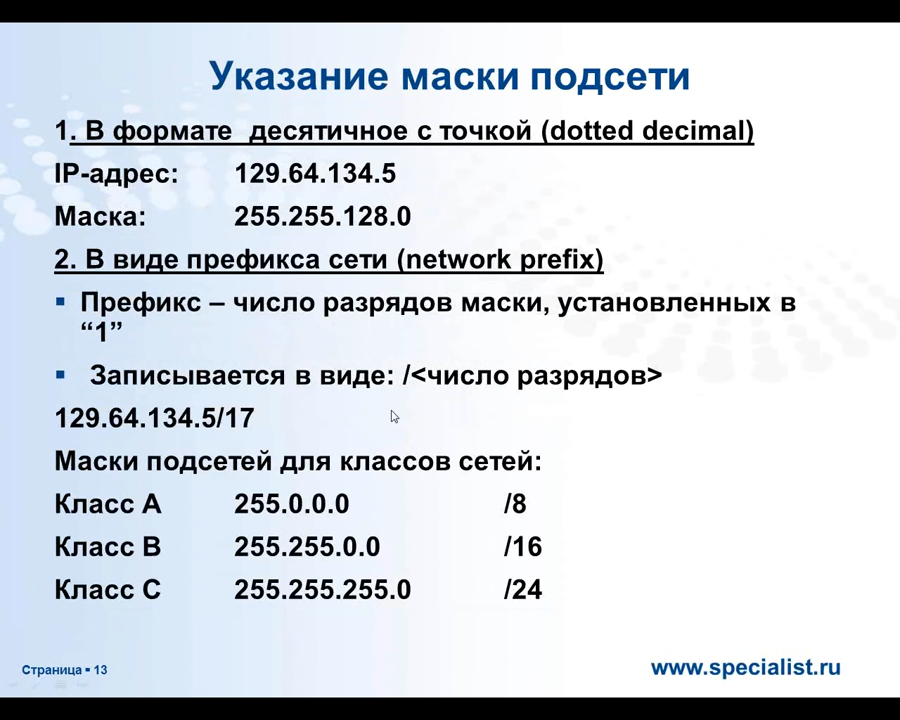 Указание маски подсети
1. В формате десятичное с точкой (dotted decimal)
IP-адрес: 129.64.134.5
Маска: 255.255.128.0
2. В виде префикса сети (network prefix)
▪ Префикс – число разрядов маски, установленных в
“1”
▪ Записывается в виде: /<число разрядов>
129.64.134.5/17
Маски подсетей для классов сетей:
Класс A 255.0.0.0 /8
Класс B 255.255.0.0 /16
Класс C 255.255.255.0 /24
Страница ▪ 13
www.specialist.ru